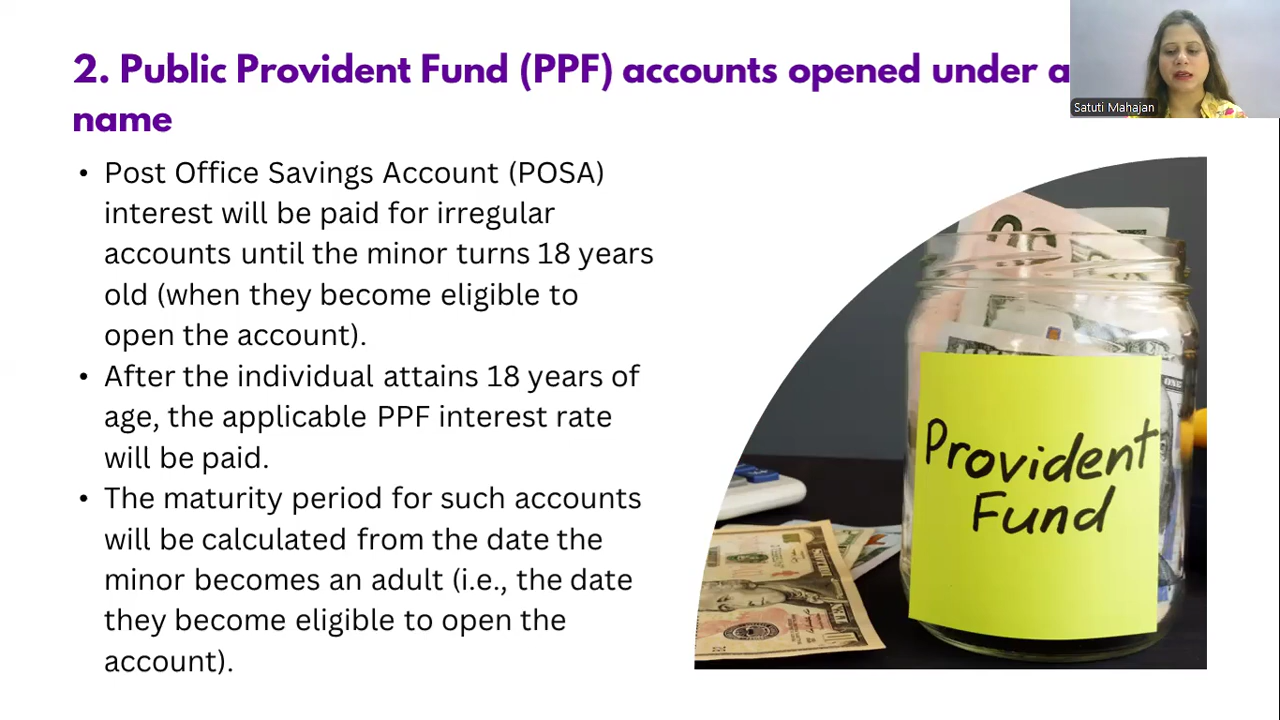 2. Public Provident Fund (PPF) accounts opened under a
name
Satuti Mahajan
• Post Office Savings Account (POSA)
interest will be paid for irregular
accounts until the minor turns 18 years
old (when they become eligible to
open the account).
• After the individual attains 18 years of
age, the applicable PPF interest rate
will be paid.
• The maturity period for such accounts
will be calculated from the date the
minor becomes an adult (i.e., the date
they become eligible to open the
account).
Provident
Fund